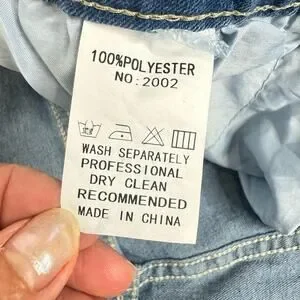 100%POLYESTER
NO:2002
WASH SEPARATELY
PROFESSIONAL
DRY CLEAN
RECOMMENDED
MADE IN CHINA